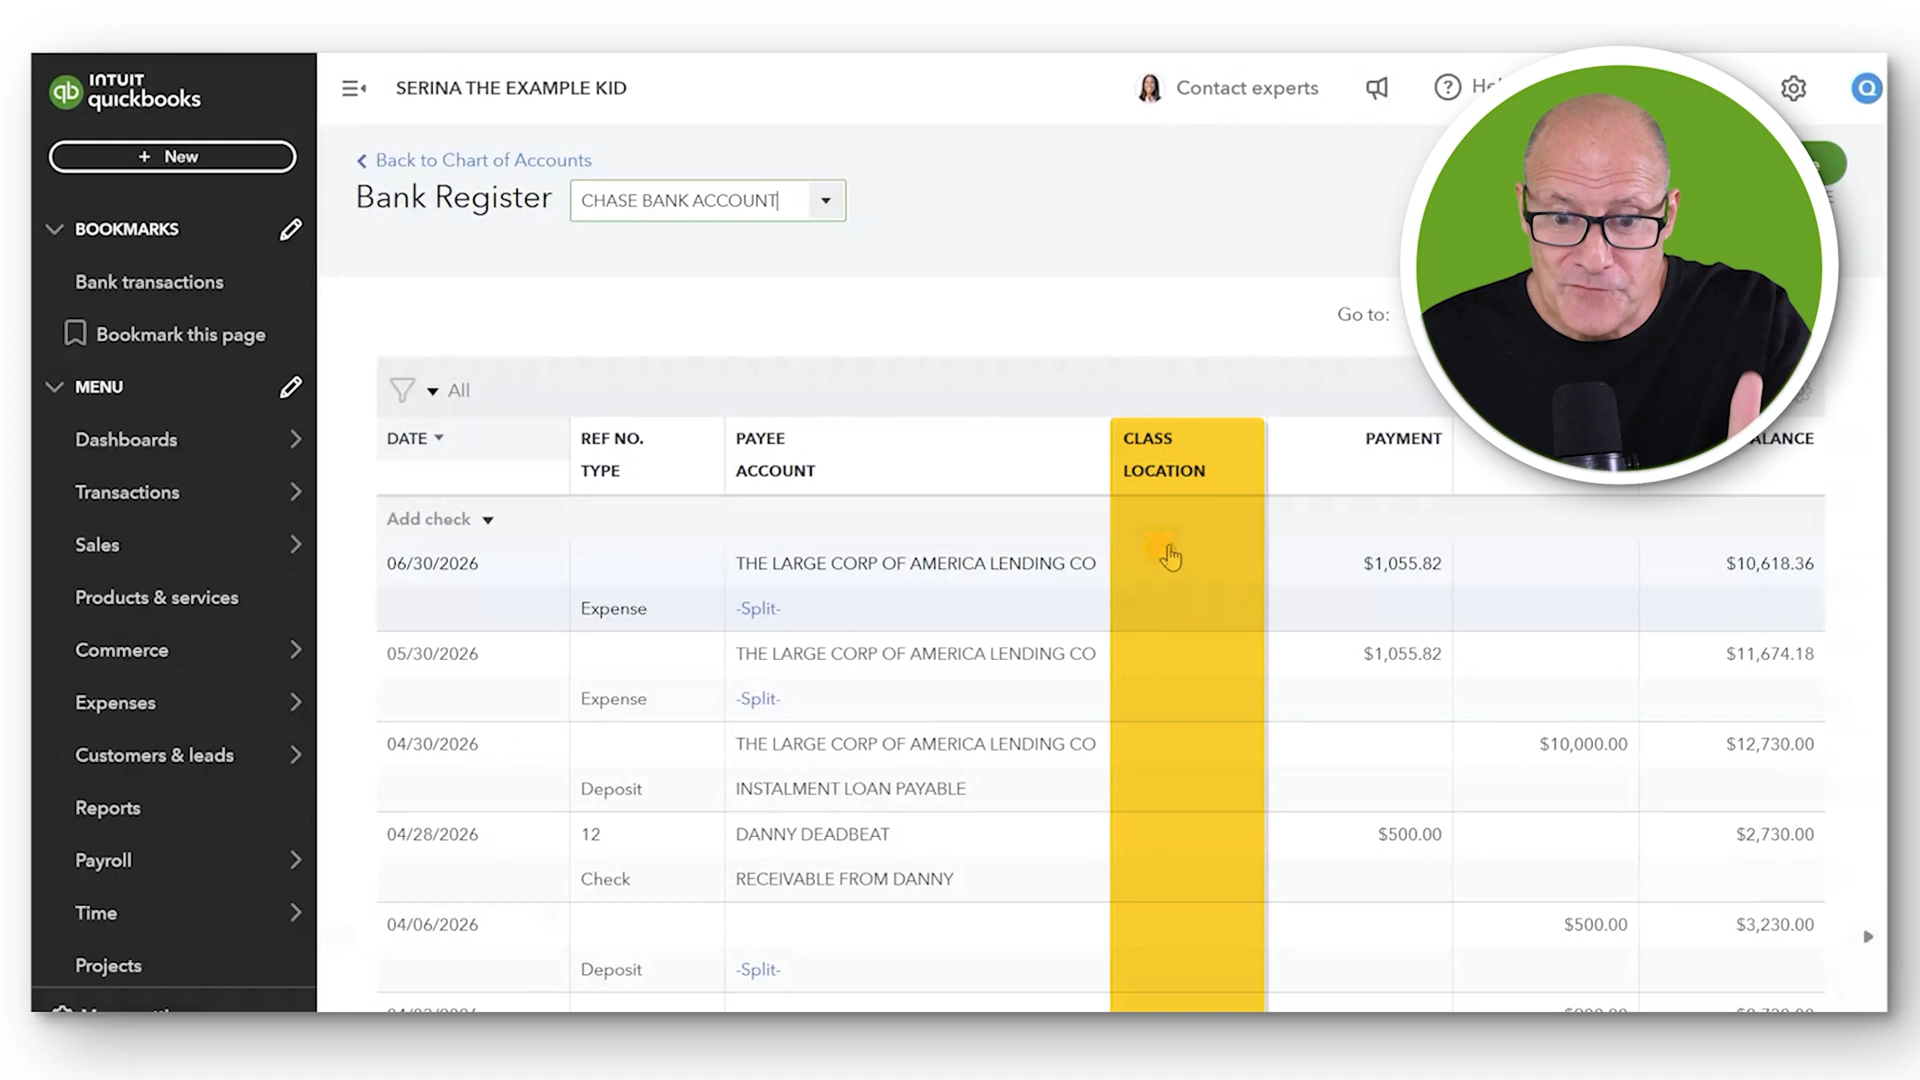 INTUIT
quickbooks
qb
+ New
BOOKMARKS
Bank transactions
Bookmark this page
MENU
Dashboards
Transactions
Sales
Products & services
Commerce
Expenses
Customers & leads
Reports
Payroll
Time
Projects
SERINA THE EXAMPLE KID
Contact experts
?
Q
Back to Chart of Accounts
Bank Register
CHASE BANK ACCOUNT
Go to:
All
DATE REF NO. PAYEE CLASS PAYMENT
TYPE ACCOUNT LOCATION
Add check
06/30/2026 THE LARGE CORP OF AMERICA LENDING CO $1,055.82 $10,618.36
Expense -Split-
05/30/2026 THE LARGE CORP OF AMERICA LENDING CO $1,055.82 $11,674.18
Expense -Split-
04/30/2026 THE LARGE CORP OF AMERICA LENDING CO $10,000.00 $12,730.00
Deposit INSTALMENT LOAN PAYABLE
04/28/2026 12 DANNY DEADBEAT $500.00 $2,730.00
Check RECEIVABLE FROM DANNY
04/06/2026 $500.00 $3,230.00
Deposit -Split-